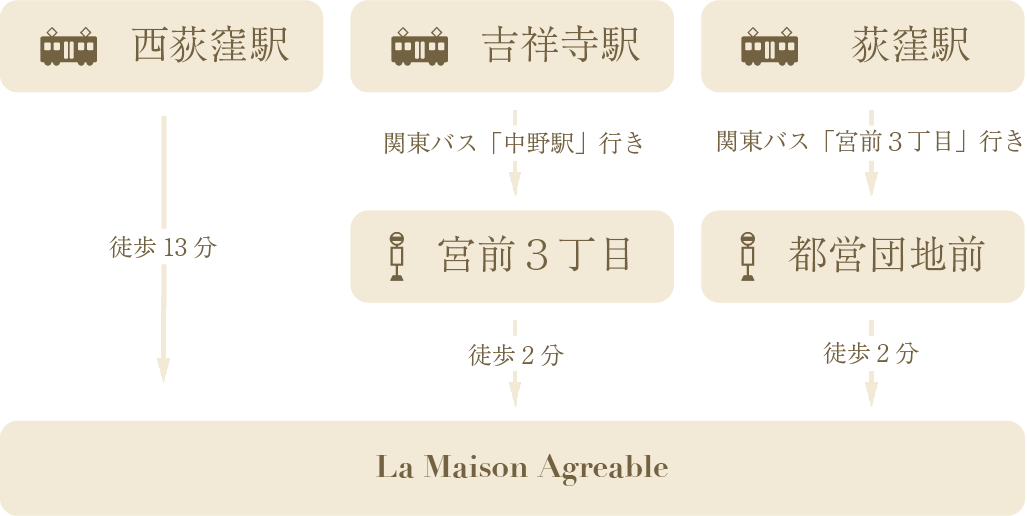 西荻窪駅
吉祥寺駅
荻窪駅
関東バス「中野駅」行き
関東バス「宮前３丁目」行き
徒歩 13 分
宮前３丁目
都営団地前
徒歩 2 分
徒歩 2 分
La Maison Agreable